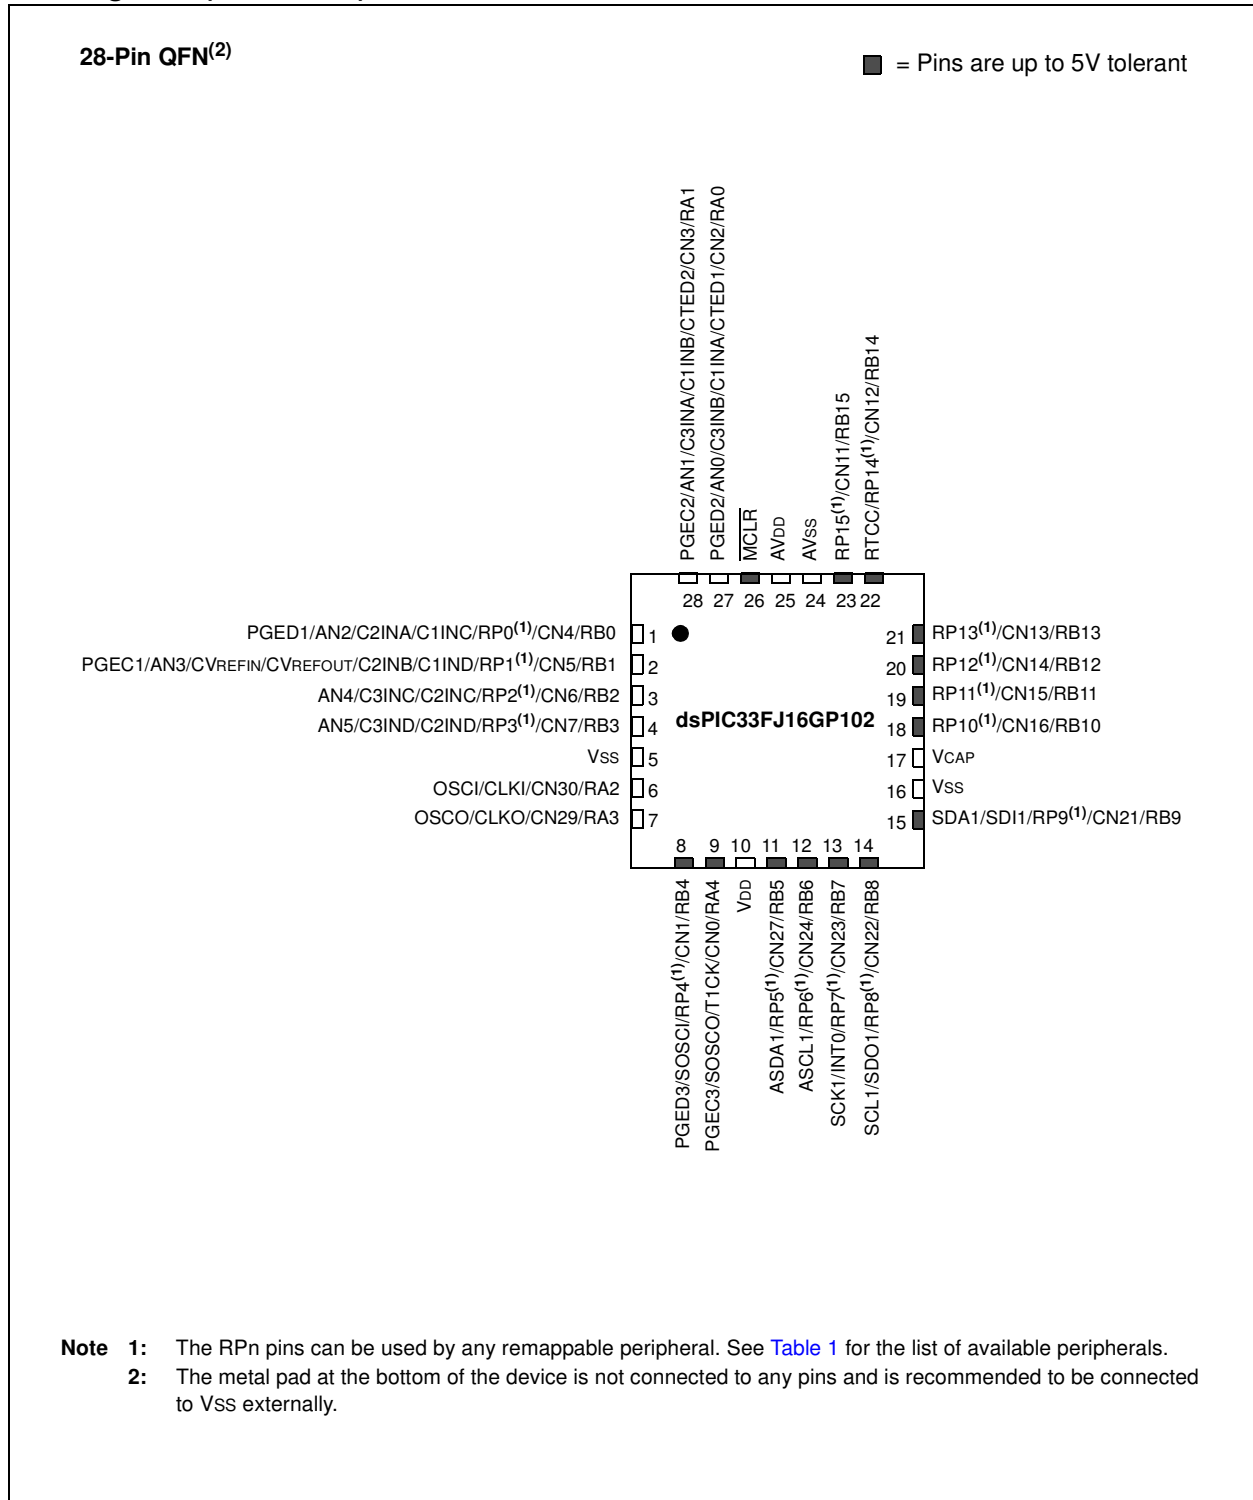 28-Pin QFN(2)
= Pins are up to 5V tolerant
PGEC2/AN1/C3INA/C1INB/CTED2/CN3/RA1
PGED2/AN0/C3INB/C1INA/CTED1/CN2/RA0
MCLR
AVDD
AVSS
RP15(1)/CN11/RB15
RTCC/RP14(1)/CN12/RB14
28 27 26 25 24 23 22
PGED1/AN2/C2INA/C1INC/RP0(1)/CN4/RB0 1
PGEC1/AN3/CVREFIN/CVREFOUT/C2INB/C1IND/RP1(1)/CN5/RB1 2
AN4/C3INC/C2INC/RP2(1)/CN6/RB2 3
AN5/C3IND/C2IND/RP3(1)/CN7/RB3 4
VSS 5
OSCI/CLKI/CN30/RA2 6
OSCO/CLKO/CN29/RA3 7
dsPIC33FJ16GP102
21 RP13(1)/CN13/RB13
20 RP12(1)/CN14/RB12
19 RP11(1)/CN15/RB11
18 RP10(1)/CN16/RB10
17 VCAP
16 VSS
15 SDA1/SDI1/RP9(1)/CN21/RB9
8 9 10 11 12 13 14
PGED3/SOSCI/RP4(1)/CN1/RB4
PGEC3/SOSCO/T1CK/CN0/RA4
VDD
ASDA1/RP5(1)/CN27/RB5
ASCL1/RP6(1)/CN24/RB6
SCK1/INT0/RP7(1)/CN23/RB7
SCL1/SDO1/RP8(1)/CN22/RB8
Note 1: The RPn pins can be used by any remappable peripheral. See Table 1 for the list of available peripherals.
2: The metal pad at the bottom of the device is not connected to any pins and is recommended to be connected
to VSS externally.